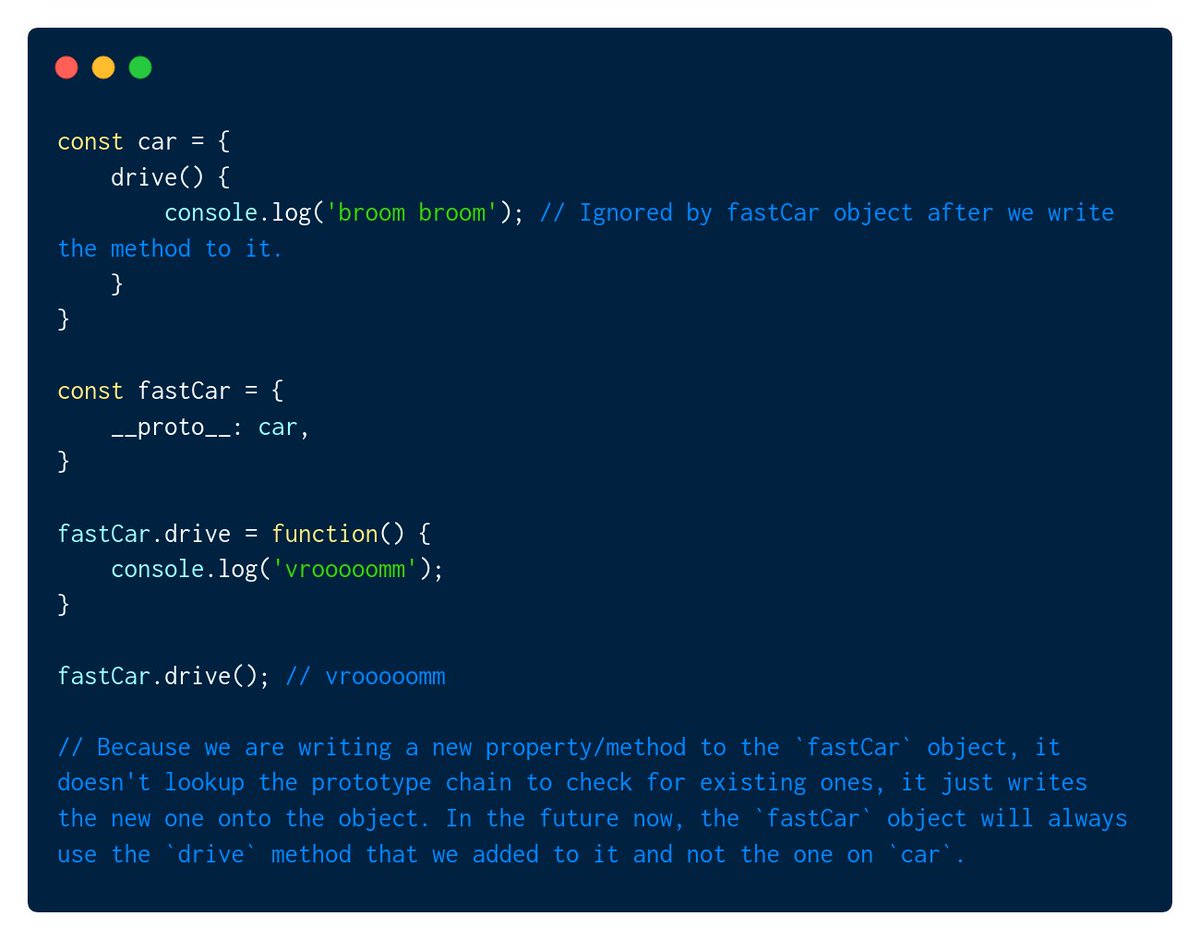 const car = {
    drive() {
        console.log('broom broom'); // Ignored by fastCar object after we write
the method to it.
    }
}

const fastCar = {
    __proto__: car,
}

fastCar.drive = function() {
    console.log('vrooooomm');
}

fastCar.drive(); // vrooooomm

// Because we are writing a new property/method to the `fastCar` object, it
doesn't lookup the prototype chain to check for existing ones, it just writes
the new one onto the object. In the future now, the `fastCar` object will always
use the `drive` method that we added to it and not the one on `car`.